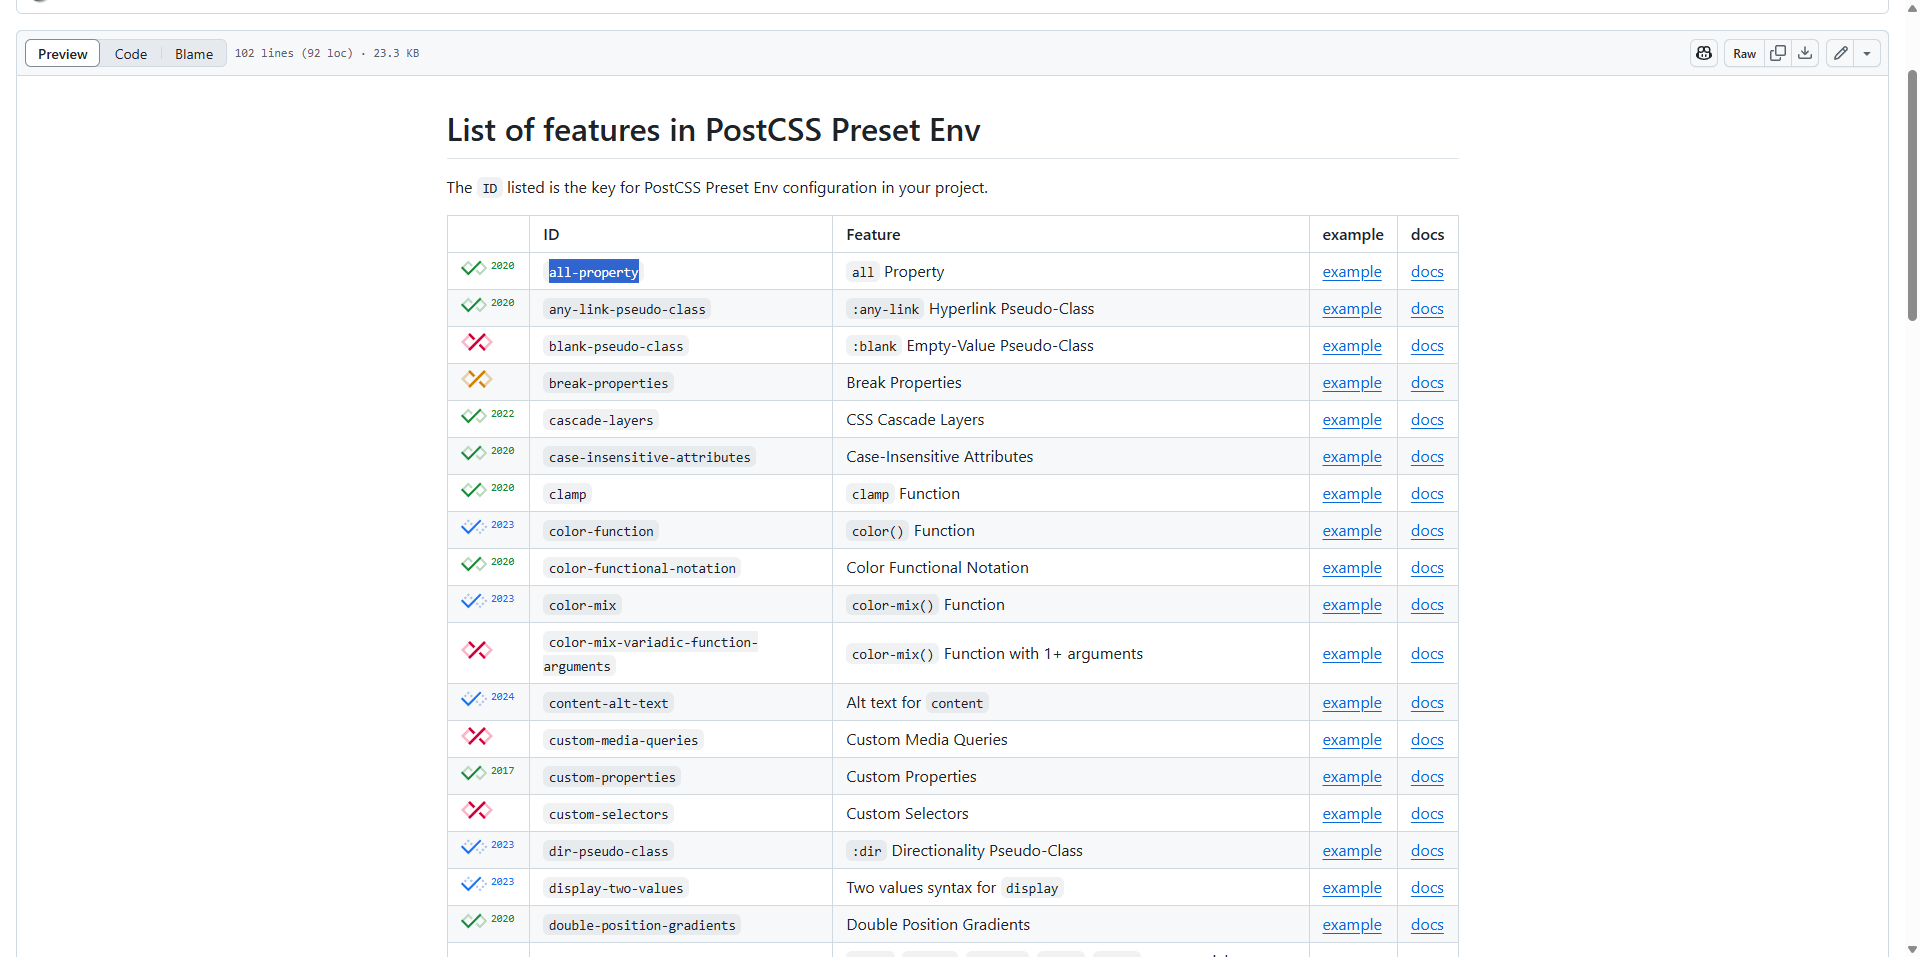 Preview Code Blame 102 lines (92 loc) · 23.3 KB Raw
List of features in PostCSS Preset Env
The ID listed is the key for PostCSS Preset Env configuration in your project.
ID Feature example docs
2020 all-property all Property example docs
2020 any-link-pseudo-class :any-link Hyperlink Pseudo-Class example docs
blank-pseudo-class :blank Empty-Value Pseudo-Class example docs
break-properties Break Properties example docs
2022 cascade-layers CSS Cascade Layers example docs
2020 case-insensitive-attributes Case-Insensitive Attributes example docs
2020 clamp clamp Function example docs
2023 color-function color() Function example docs
2020 color-functional-notation Color Functional Notation example docs
2023 color-mix color-mix() Function example docs
color-mix-variadic-function-
arguments color-mix() Function with 1+ arguments example docs
2024 content-alt-text Alt text for content example docs
custom-media-queries Custom Media Queries example docs
2017 custom-properties Custom Properties example docs
custom-selectors Custom Selectors example docs
2023 dir-pseudo-class :dir Directionality Pseudo-Class example docs
2023 display-two-values Two values syntax for display example docs
2020 double-position-gradients Double Position Gradients example docs